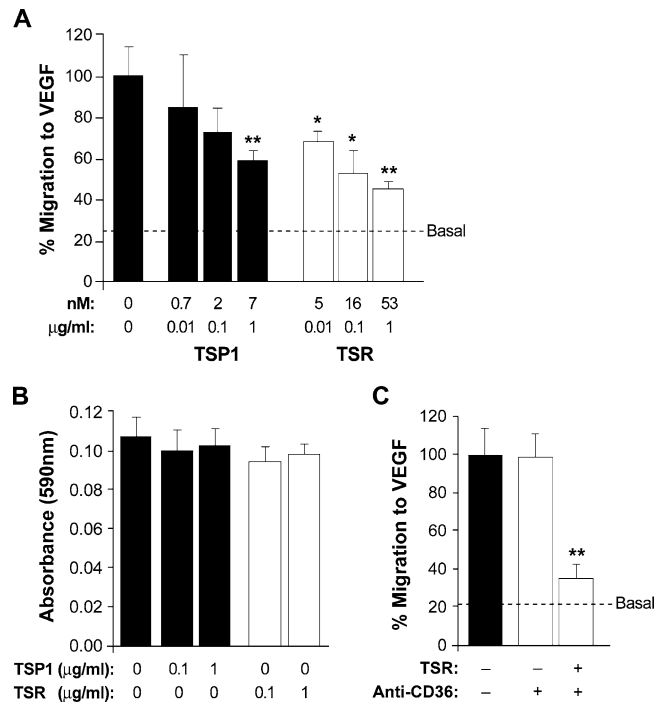 A
% Migration to VEGF
120
100
80
60
40
20
0
** * * **
Basal
nM: 0 0.7 2 7 5 16 53
μg/ml: 0 0.01 0.1 1 0.01 0.1 1
TSP1 TSR
B
Absorbance (590nm)
0.12
0.10
0.08
0.06
0.04
0.02
0.00
TSP1 (μg/ml): 0 0.1 1 0 0
TSR (μg/ml): 0 0 0 0.1 1
C
% Migration to VEGF
120
100
80
60
40
20
0
**
Basal
TSR: – – +
Anti-CD36: – + +